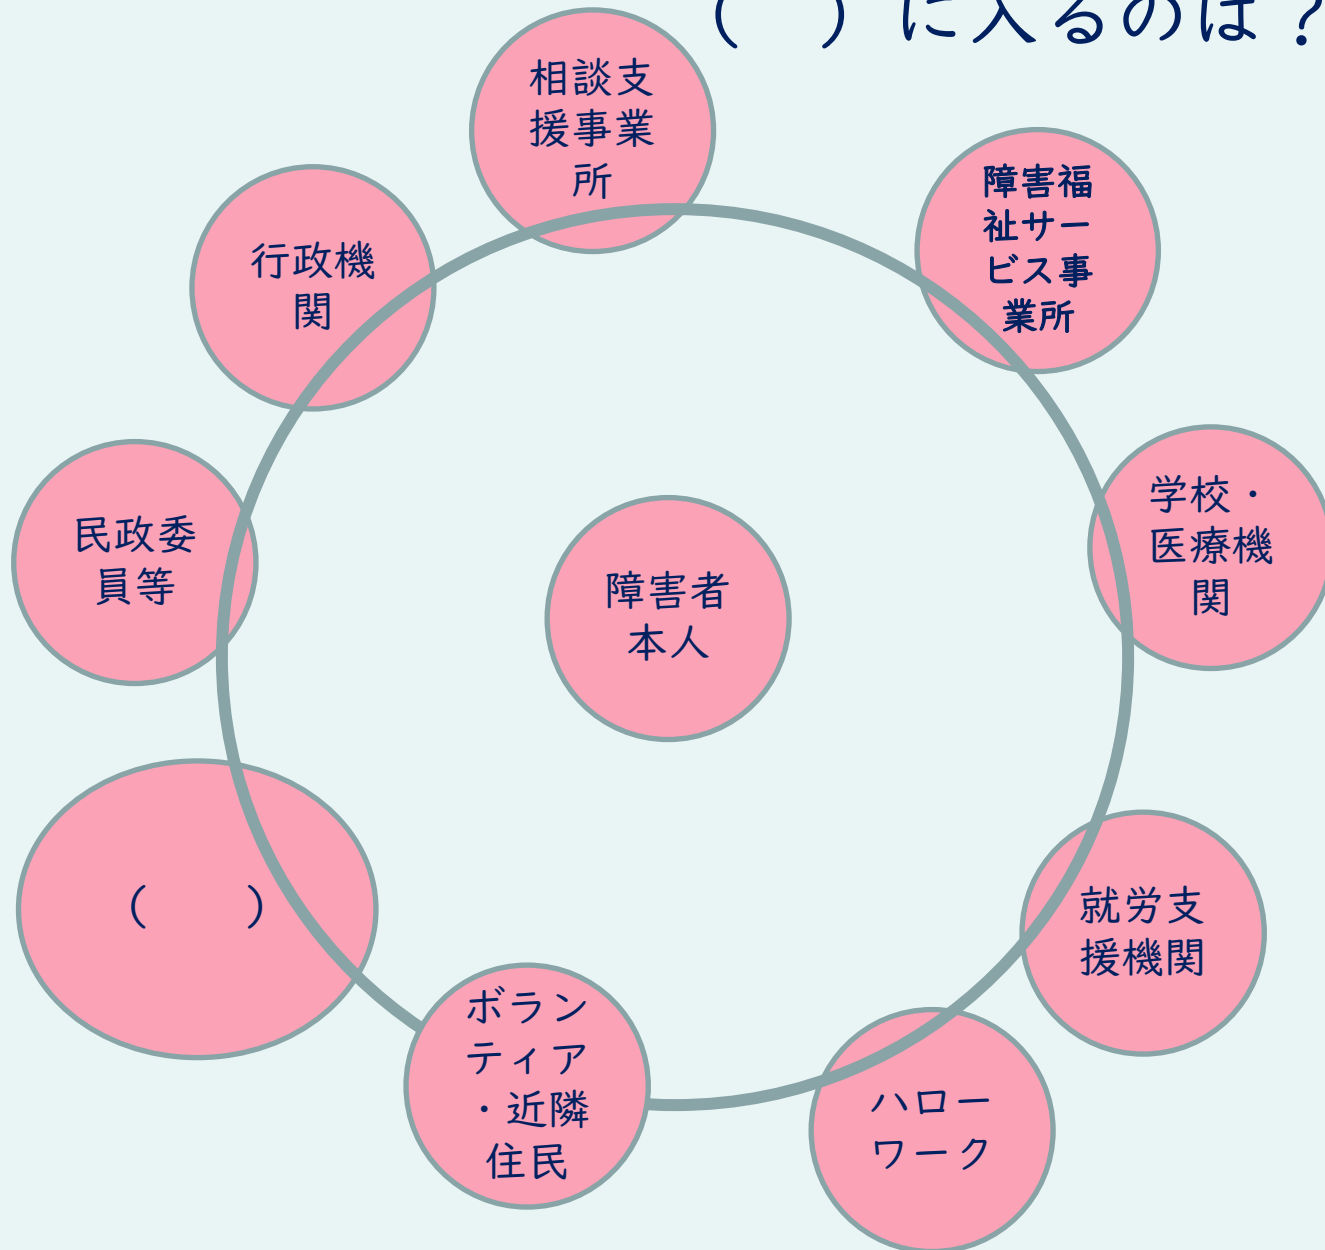 （　）に入るのは？
相談支
援事業
所
障害福
祉サー
ビス事
業所
行政機
関
学校・
医療機
関
民政委
員等
障害者
本人
（　　）
就労支
援機関
ボラン
ティア
・近隣
住民
ハロー
ワーク